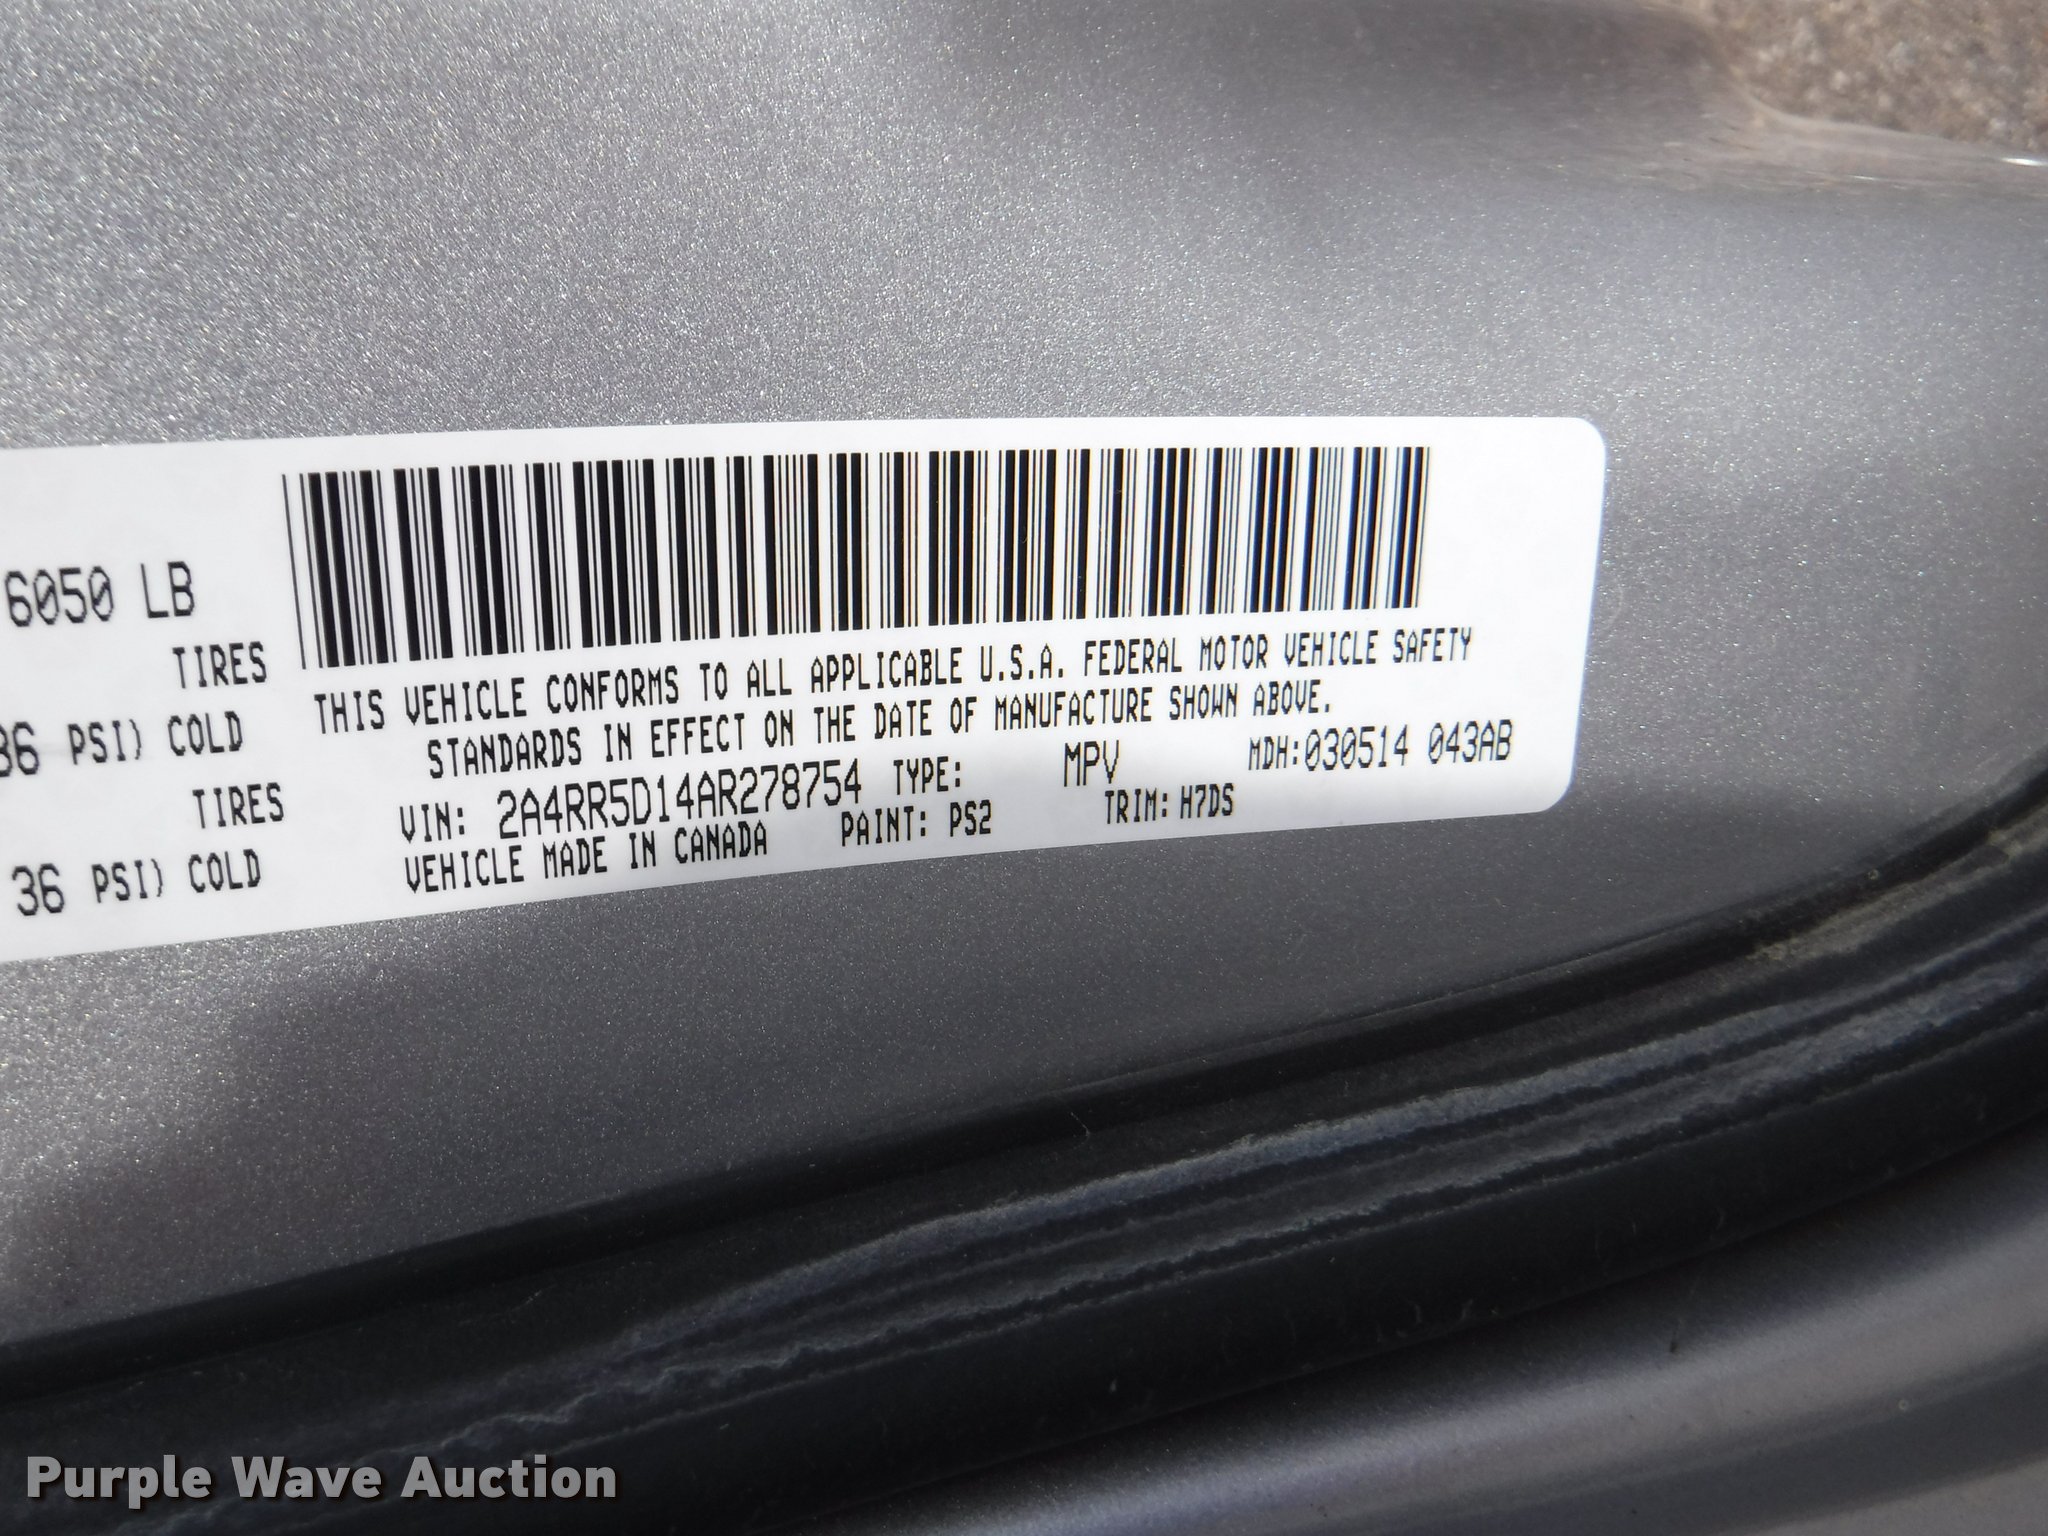 6050 LB
TIRES
36 PSI) COLD
TIRES
36 PSI) COLD
THIS VEHICLE CONFORMS TO ALL APPLICABLE U.S.A. FEDERAL MOTOR VEHICLE SAFETY
STANDARDS IN EFFECT ON THE DATE OF MANUFACTURE SHOWN ABOVE.
VIN: 2A4RR5D14AR278754 TYPE: MPV MDH:030514 043AB
VEHICLE MADE IN CANADA PAINT: PS2 TRIM: H7DS
Purple Wave Auction